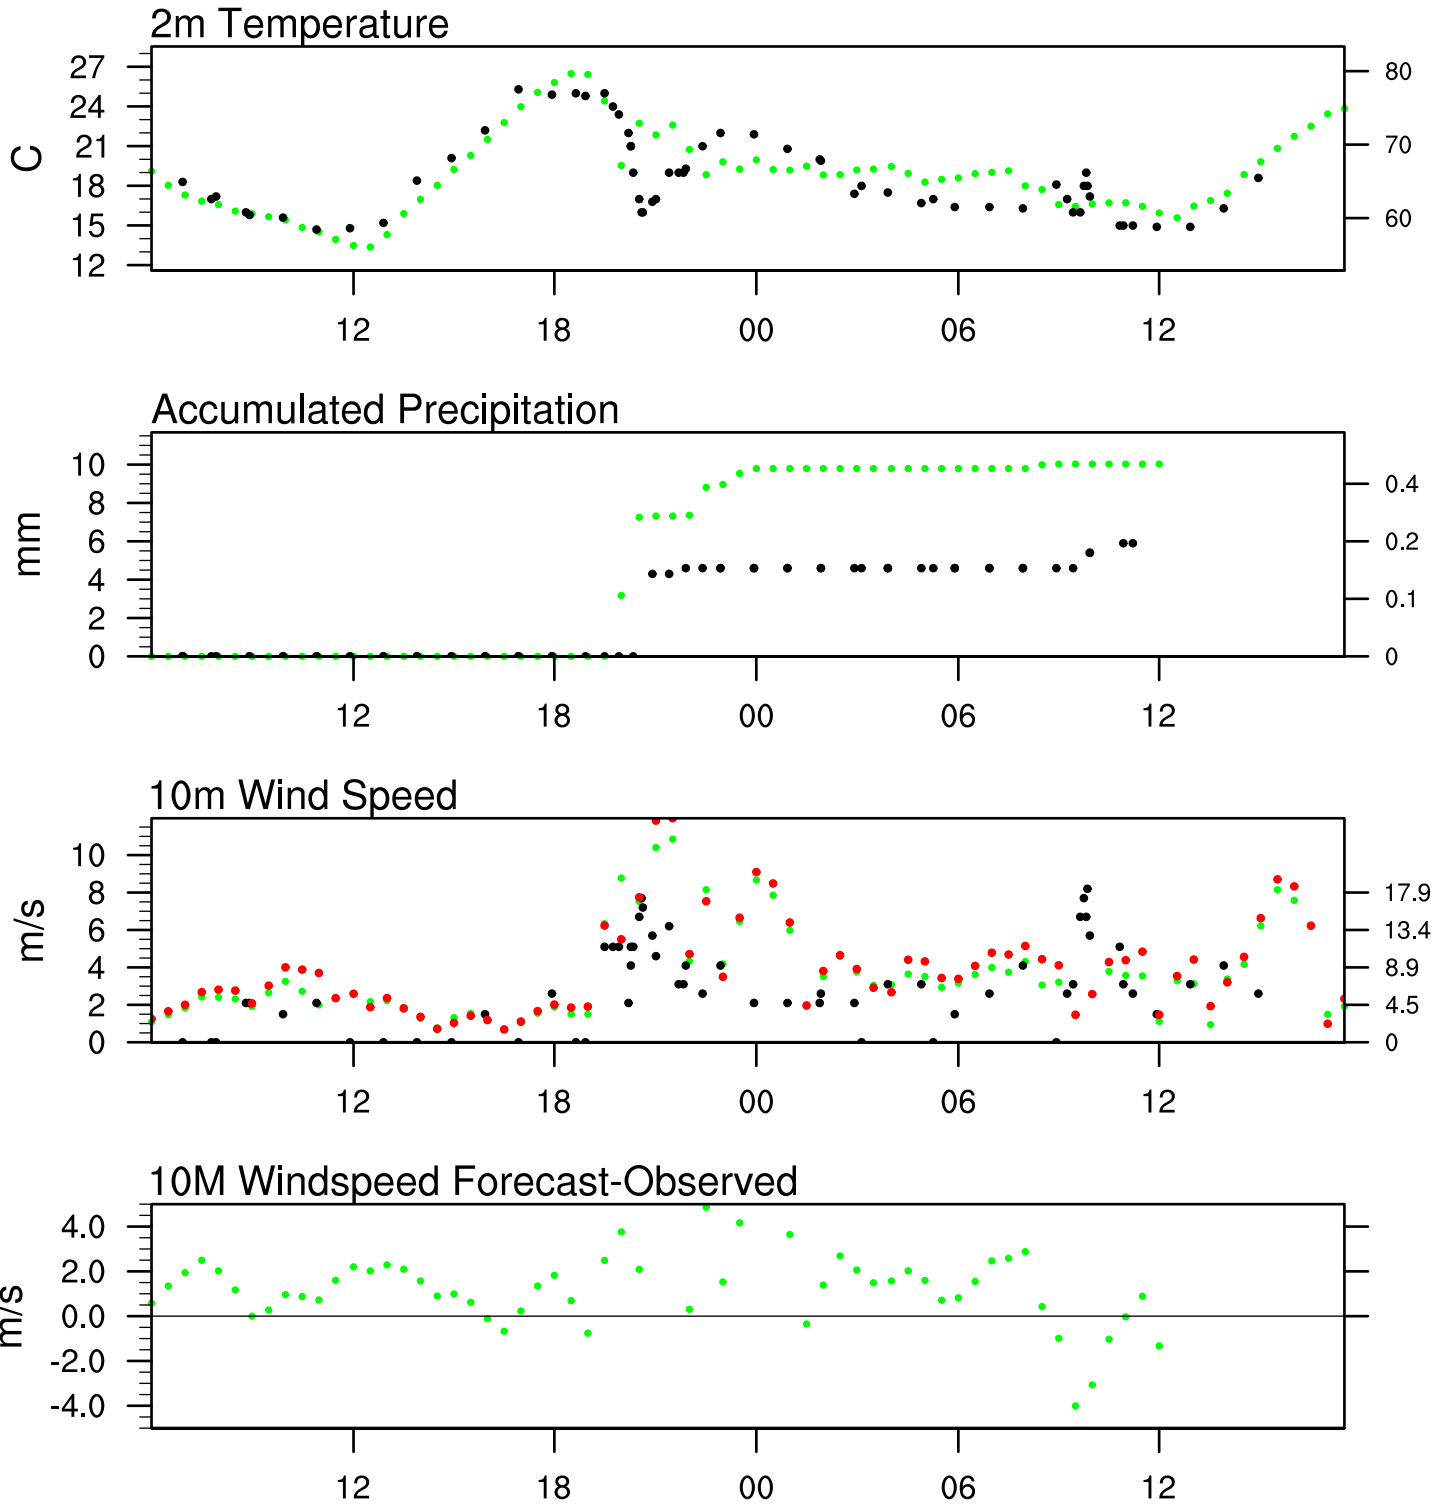 2m Temperature
27
24
21
18
15
12
C
80
70
60
12 18 00 06 12
Accumulated Precipitation
10
8
6
4
2
0
mm
0.4
0.2
0.1
0
12 18 00 06 12
10m Wind Speed
10
8
6
4
2
0
m/s
17.9
13.4
8.9
4.5
0
12 18 00 06 12
10M Windspeed Forecast-Observed
4.0
2.0
0.0
-2.0
-4.0
m/s
12 18 00 06 12